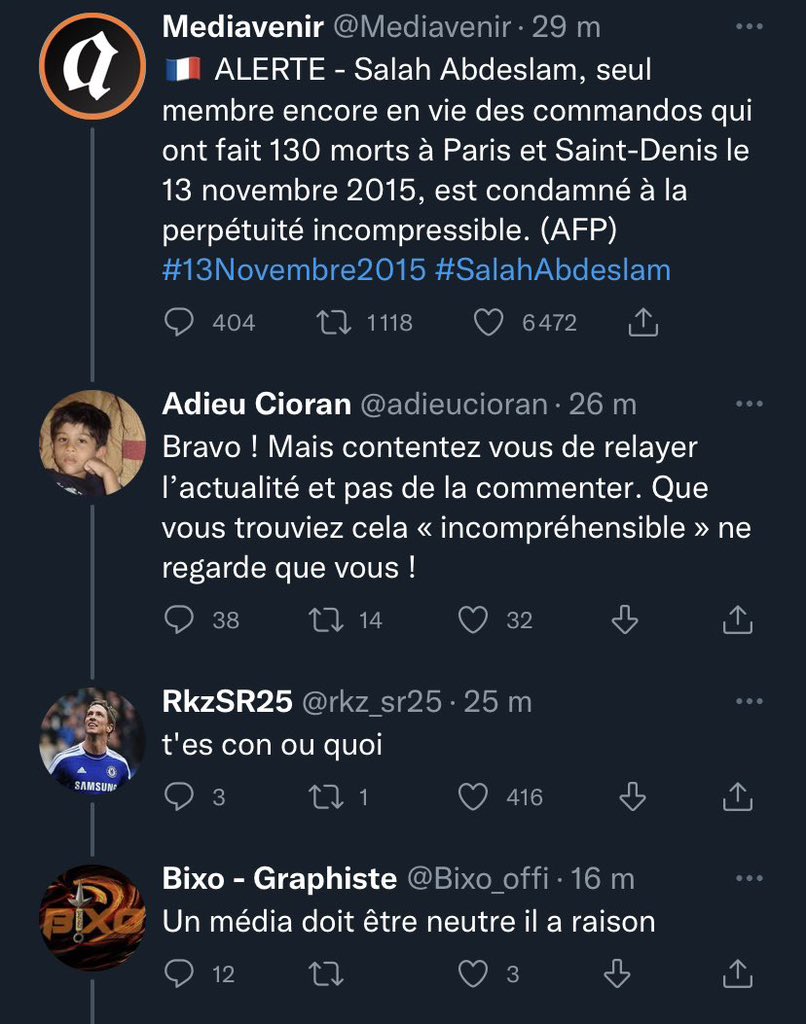 Mediavenir @Mediavenir · 29 m
🇫🇷 ALERTE - Salah Abdeslam, seul
membre encore en vie des commandos qui
ont fait 130 morts à Paris et Saint-Denis le
13 novembre 2015, est condamné à la
perpétuité incompressible. (AFP)
#13Novembre2015 #SalahAbdeslam
404 1118 6472
Adieu Cioran @adieucioran · 26 m
Bravo ! Mais contentez vous de relayer
l’actualité et pas de la commenter. Que
vous trouviez cela « incompréhensible » ne
regarde que vous !
38 14 32
RkzSR25 @rkz_sr25 · 25 m
t'es con ou quoi
SAMSUNG
3 1 416
Bixo - Graphiste @Bixo_offi · 16 m
BIXO
Un média doit être neutre il a raison
12 3